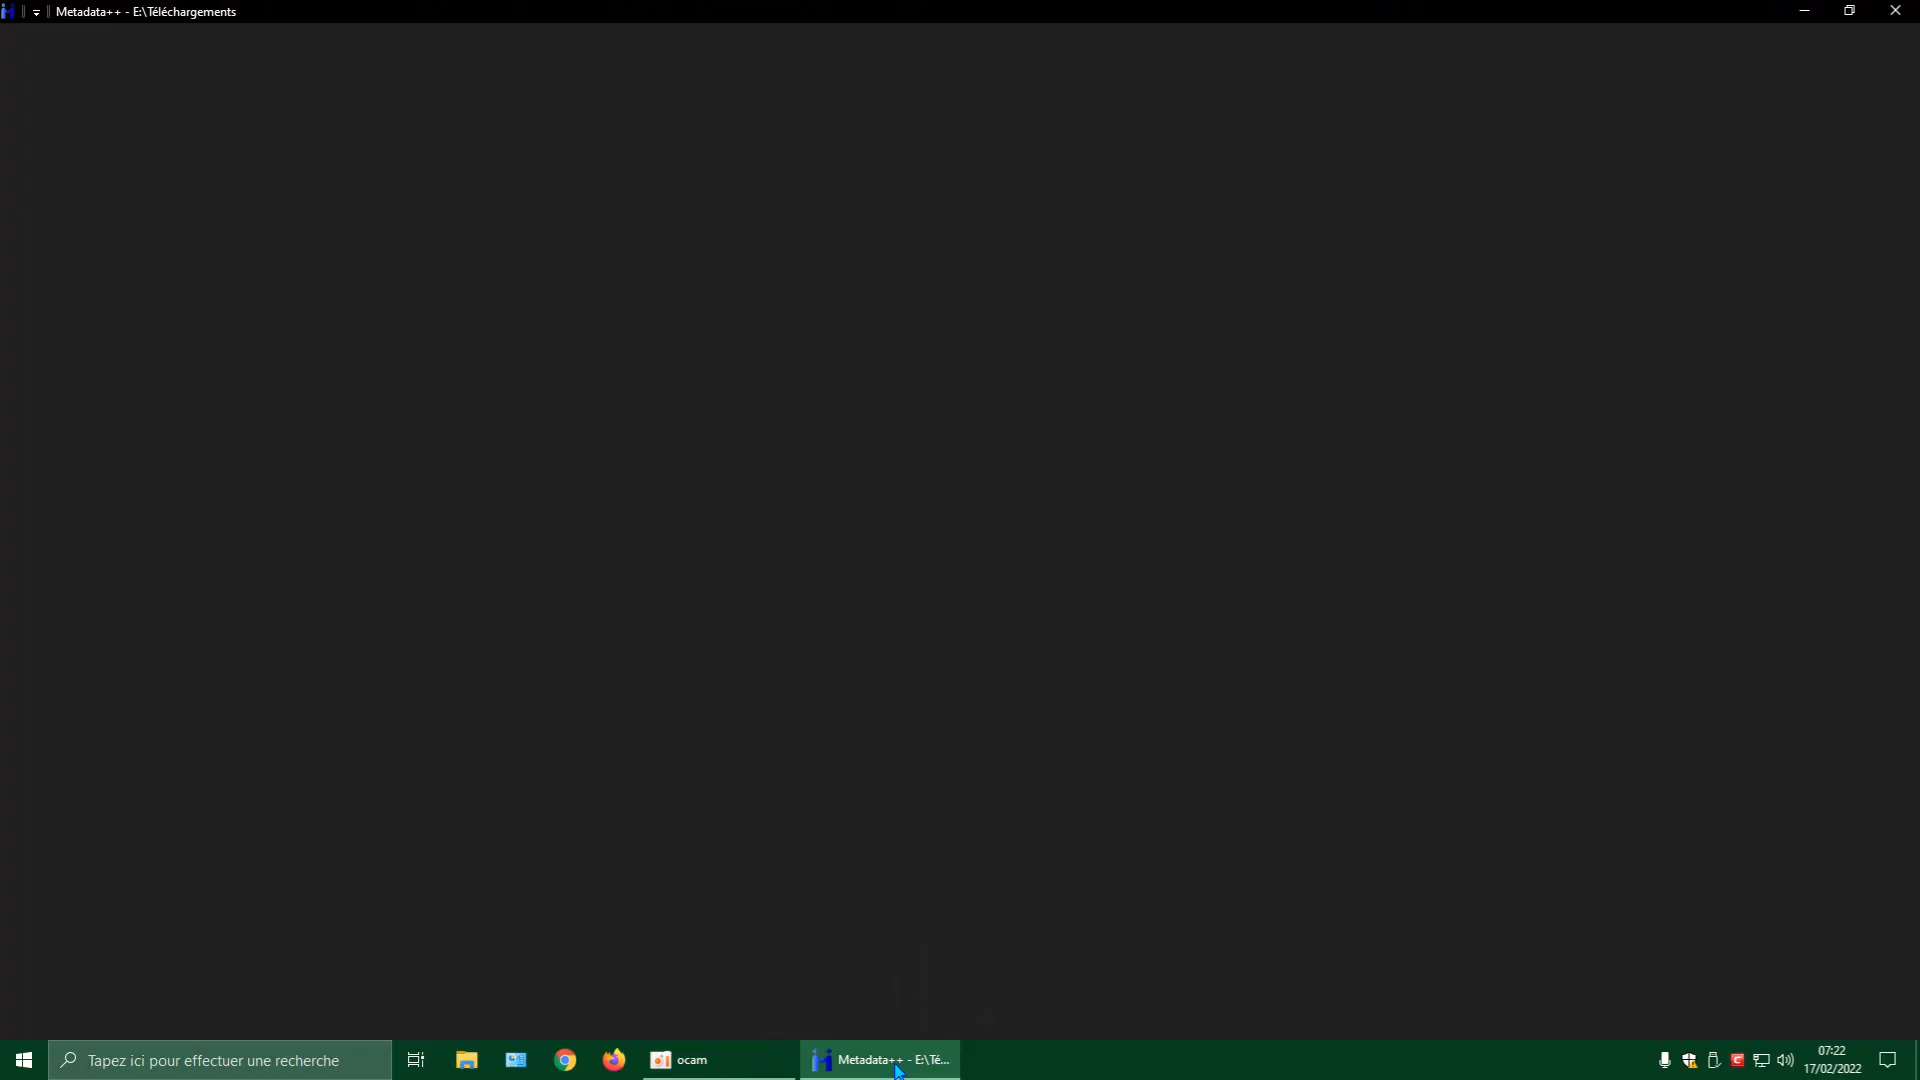 Metadata++ - E:\Téléchargements
Tapez ici pour effectuer une recherche
ocam
Metadata++ - E:\Té...
07:22
17/02/2022